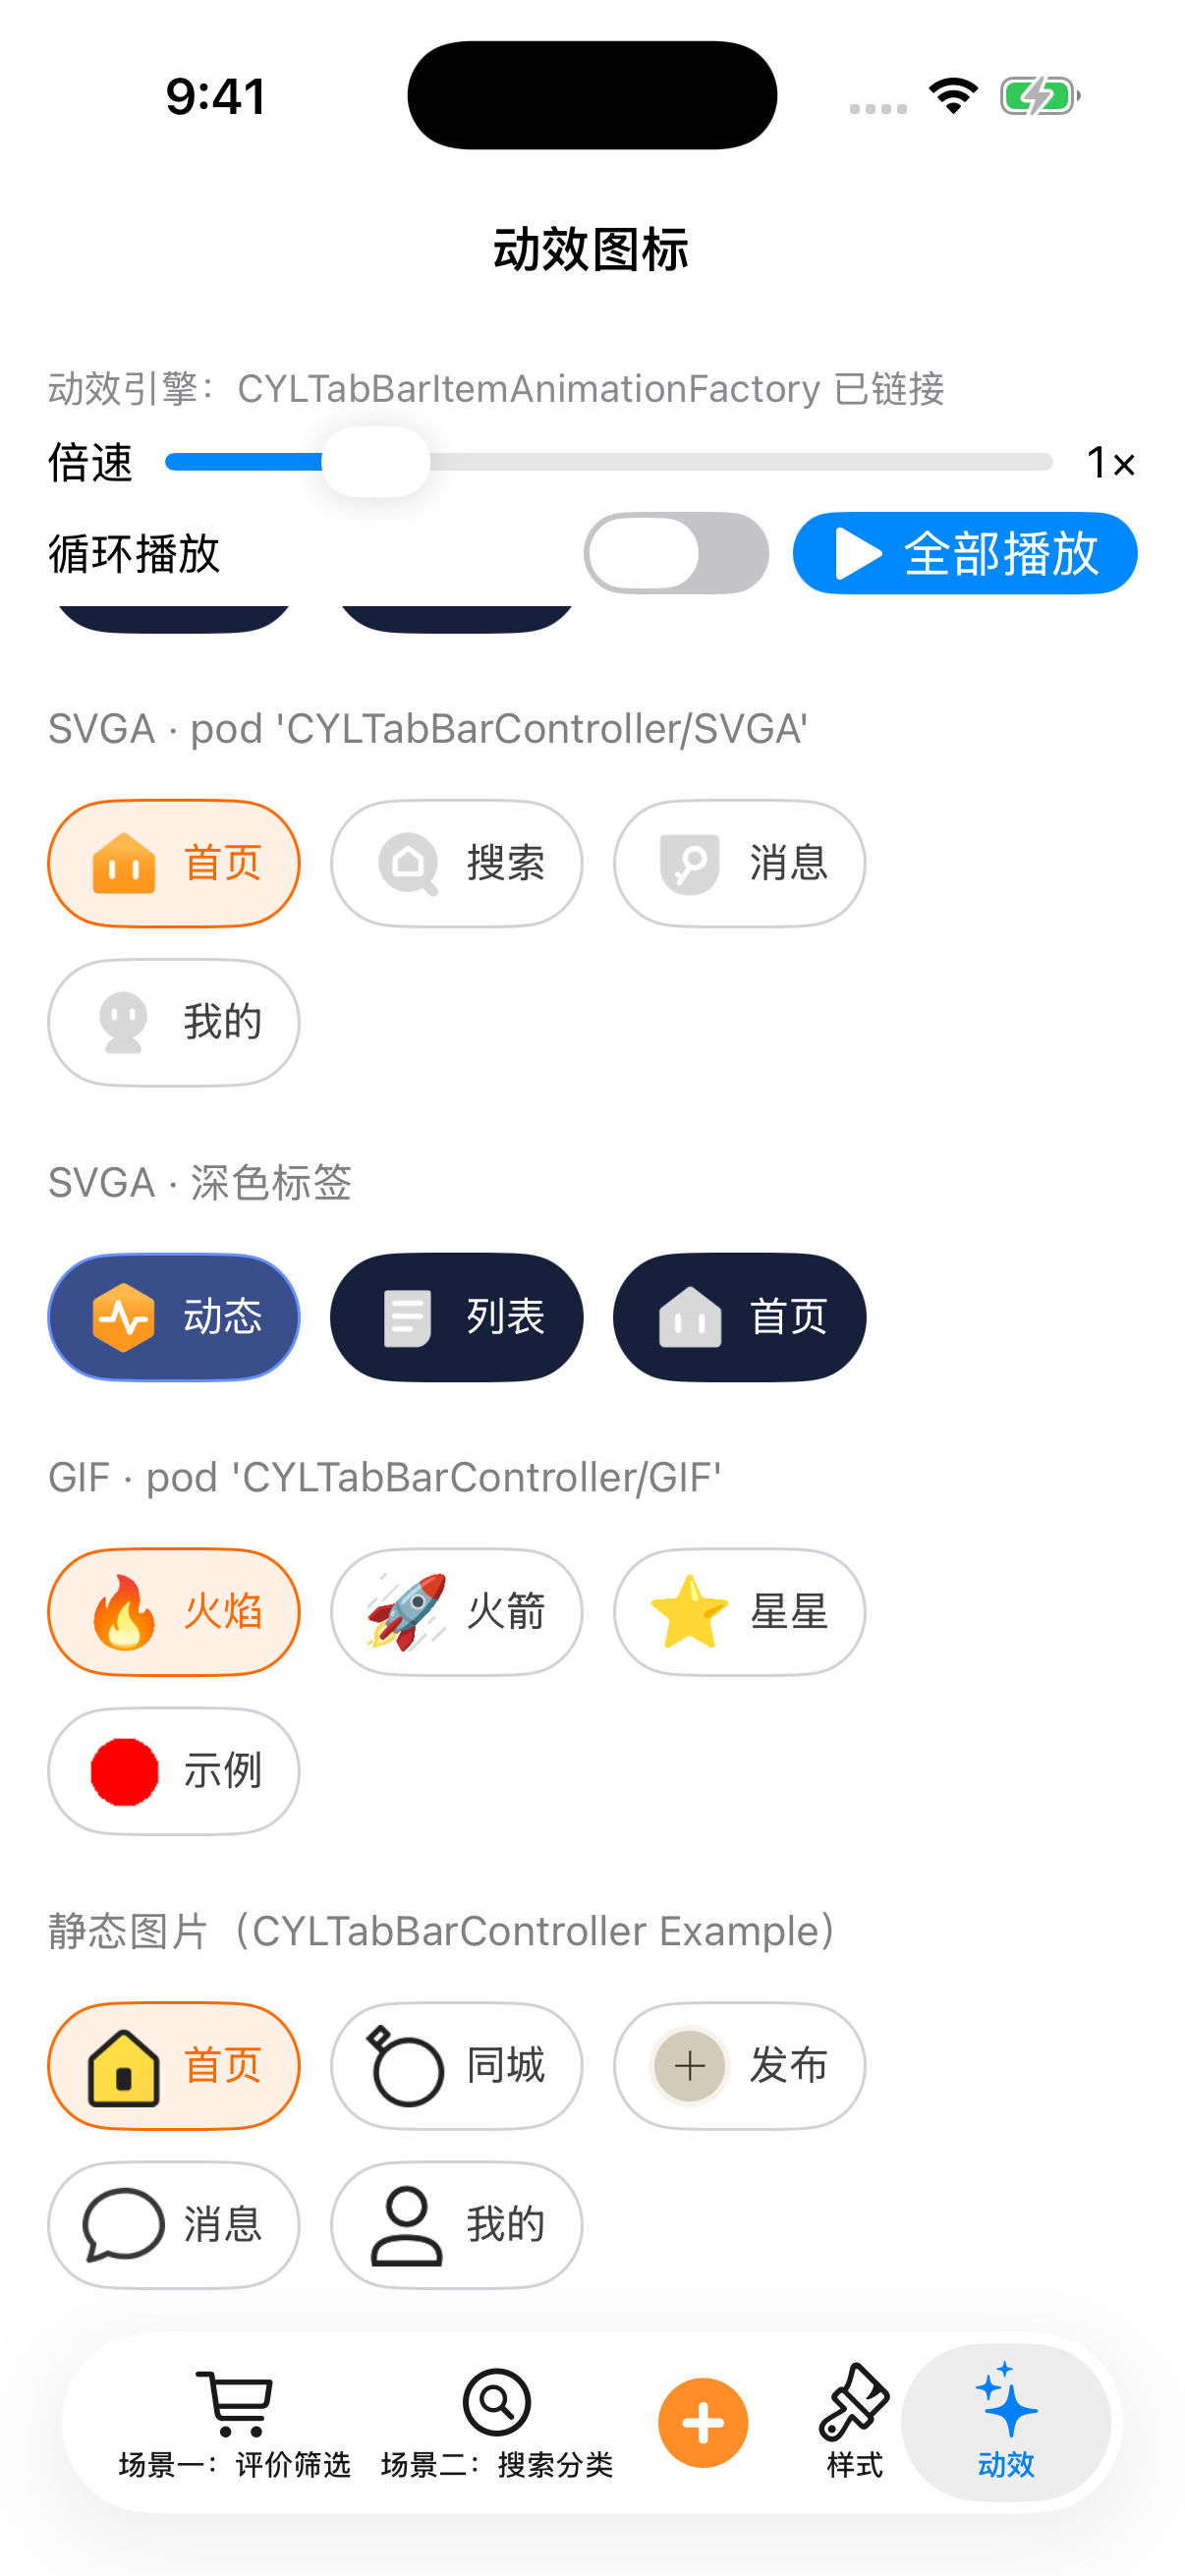 9:41
动效图标
动效引擎：CYLTabBarItemAnimationFactory 已链接
倍速 1×
循环播放 全部播放
SVGA · pod 'CYLTabBarController/SVGA'
首页 搜索 消息
我的
SVGA · 深色标签
动态 列表 首页
GIF · pod 'CYLTabBarController/GIF'
火焰 火箭 星星
示例
静态图片（CYLTabBarController Example）
首页 同城 发布
消息 我的
场景一：评价筛选 场景二：搜索分类 样式 动效